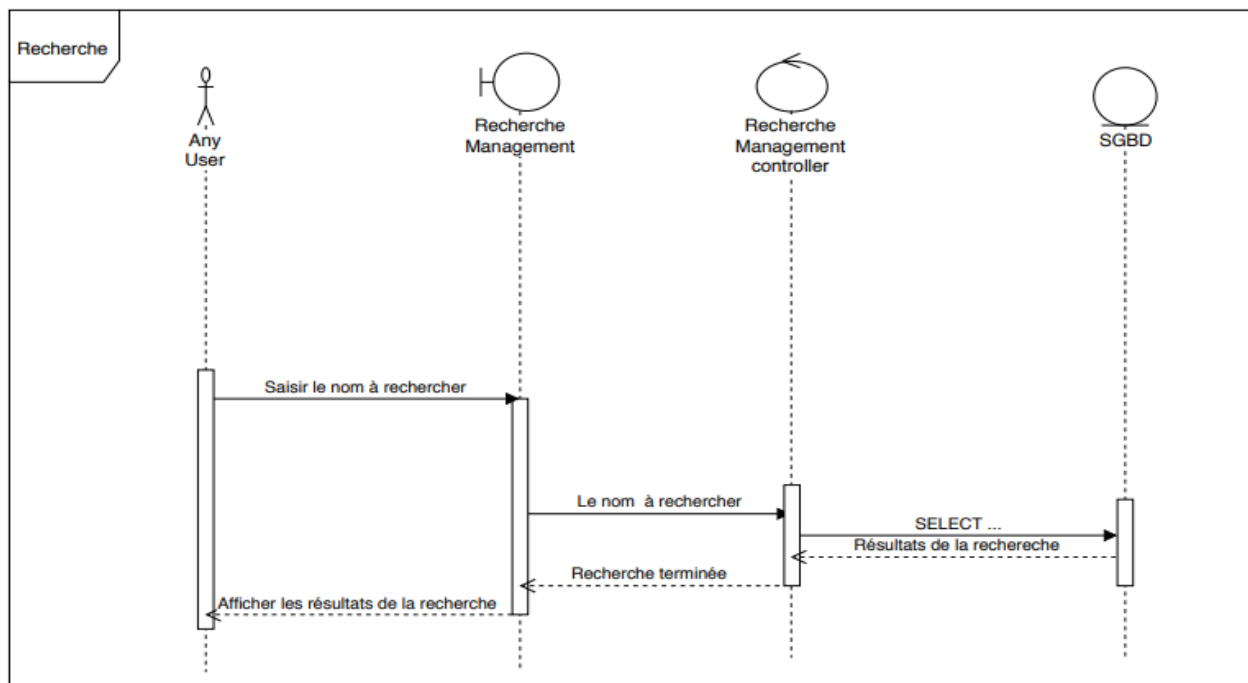 Recherche
Any
User
Recherche
Management
Recherche
Management
controller
SGBD
Saisir le nom à rechercher
Le nom à rechercher
SELECT ...
Résultats de la rechereche
Recherche terminée
Afficher les résultats de la recherche